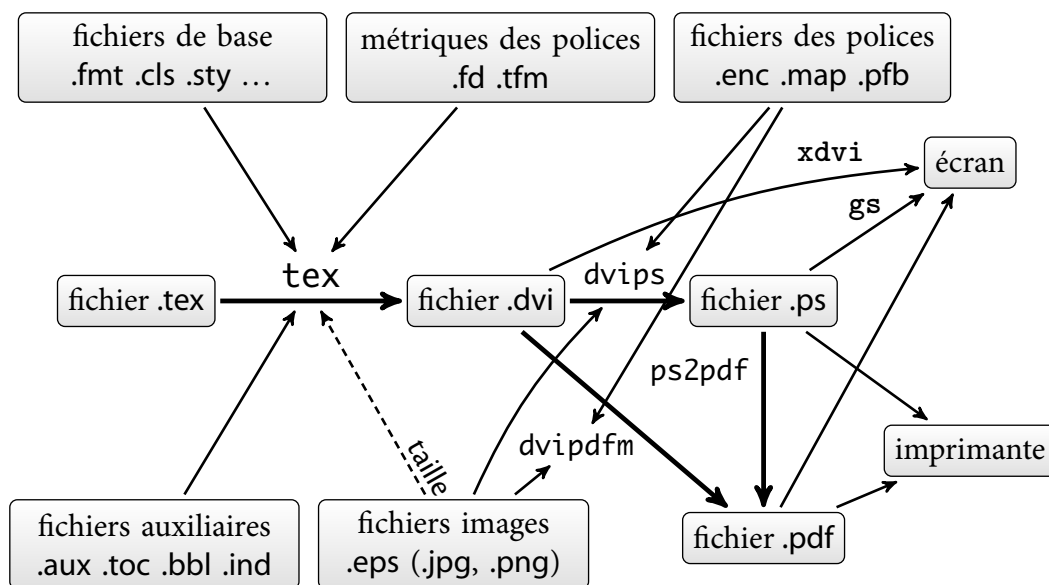 fichiers de base
.fmt .cls .sty …
métriques des polices
.fd .tfm
fichiers des polices
.enc .map .pfb
xdvi
écran
gs
tex
dvips
fichier .tex
fichier .dvi
fichier .ps
ps2pdf
taille
dvipdfm
imprimante
fichiers auxiliaires
.aux .toc .bbl .ind
fichiers images
.eps (.jpg, .png)
fichier .pdf